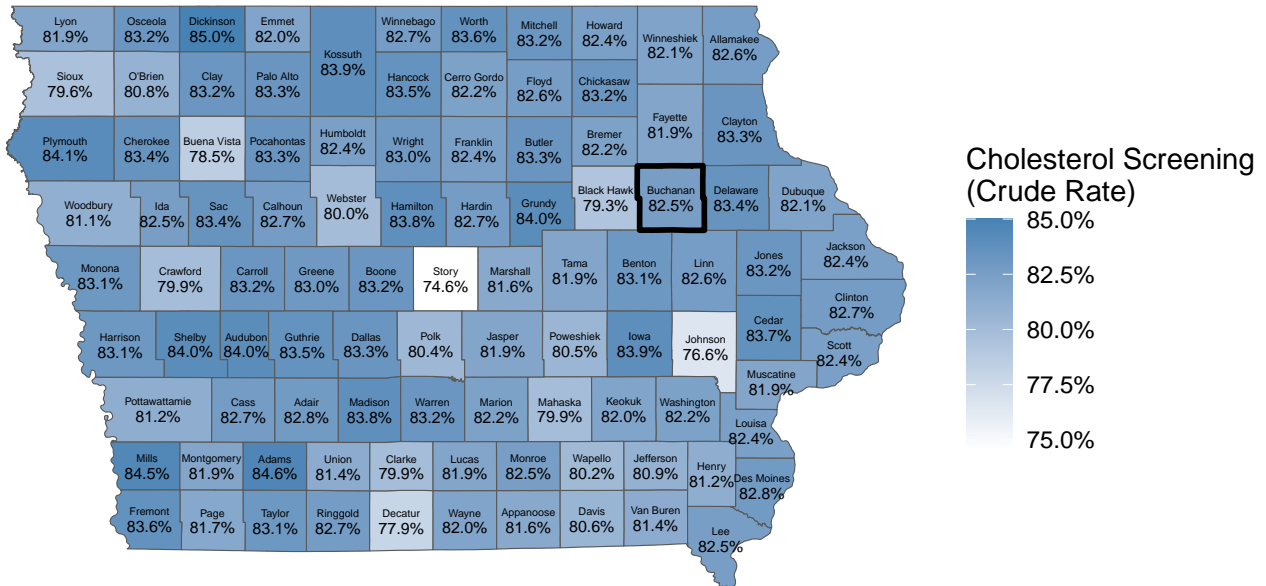 Lyon
81.9%
Osceola
83.2%
Dickinson
85.0%
Emmet
82.0%
Kossuth
83.9%
Winnebago
82.7%
Worth
83.6%
Mitchell
83.2%
Howard
82.4%
Winneshiek
82.1%
Allamakee
82.6%
Sioux
79.6%
O'Brien
80.8%
Clay
83.2%
Palo Alto
83.3%
Hancock
83.5%
Cerro Gordo
82.2%
Floyd
82.6%
Chickasaw
83.2%
Fayette
81.9%
Clayton
83.3%
Plymouth
84.1%
Cherokee
83.4%
Buena Vista
78.5%
Pocahontas
83.3%
Humboldt
82.4%
Wright
83.0%
Franklin
82.4%
Butler
83.3%
Bremer
82.2%
Woodbury
81.1%
Ida
82.5%
Sac
83.4%
Calhoun
82.7%
Webster
80.0%
Hamilton
83.8%
Hardin
82.7%
Grundy
84.0%
Black Hawk
79.3%
Buchanan
82.5%
Delaware
83.4%
Dubuque
82.1%
Monona
83.1%
Crawford
79.9%
Carroll
83.2%
Greene
83.0%
Boone
83.2%
Story
74.6%
Marshall
81.6%
Tama
81.9%
Benton
83.1%
Linn
82.6%
Jones
83.2%
Jackson
82.4%
Clinton
82.7%
Harrison
83.1%
Shelby
84.0%
Audubon
84.0%
Guthrie
83.5%
Dallas
83.3%
Polk
80.4%
Jasper
81.9%
Poweshiek
80.5%
Iowa
83.9%
Johnson
76.6%
Cedar
83.7%
Scott
82.4%
Muscatine
81.9%
Pottawattamie
81.2%
Cass
82.7%
Adair
82.8%
Madison
83.8%
Warren
83.2%
Marion
82.2%
Mahaska
79.9%
Keokuk
82.0%
Washington
82.2%
Louisa
82.4%
Mills
84.5%
Montgomery
81.9%
Adams
84.6%
Union
81.4%
Clarke
79.9%
Lucas
81.9%
Monroe
82.5%
Wapello
80.2%
Jefferson
80.9%
Henry
81.2%
Des Moines
82.8%
Fremont
83.6%
Page
81.7%
Taylor
83.1%
Ringgold
82.7%
Decatur
77.9%
Wayne
82.0%
Appanoose
81.6%
Davis
80.6%
Van Buren
81.4%
Lee
82.5%
Cholesterol Screening
(Crude Rate)
85.0%
82.5%
80.0%
77.5%
75.0%